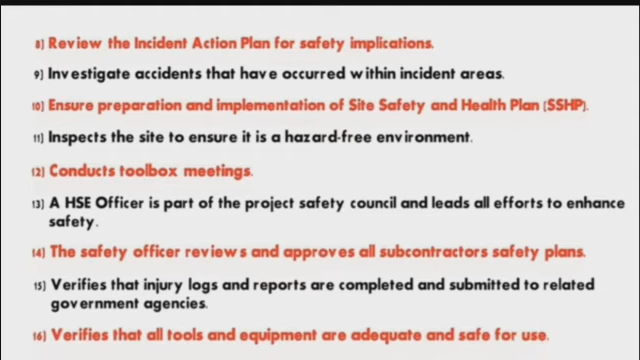 8) Review the Incident Action Plan for safety implications.
9) Investigate accidents that have occurred within incident areas.
10) Ensure preparation and implementation of Site Safety and Health Plan (SSHP).
11) Inspects the site to ensure it is a hazard-free environment.
12) Conducts toolbox meetings.
13) A HSE Officer is part of the project safety council and leads all efforts to enhance
safety.
14) The safety officer reviews and approves all subcontractors safety plans.
15) Verifies that injury logs and reports are completed and submitted to related
government agencies.
16) Verifies that all tools and equipment are adequate and safe for use.